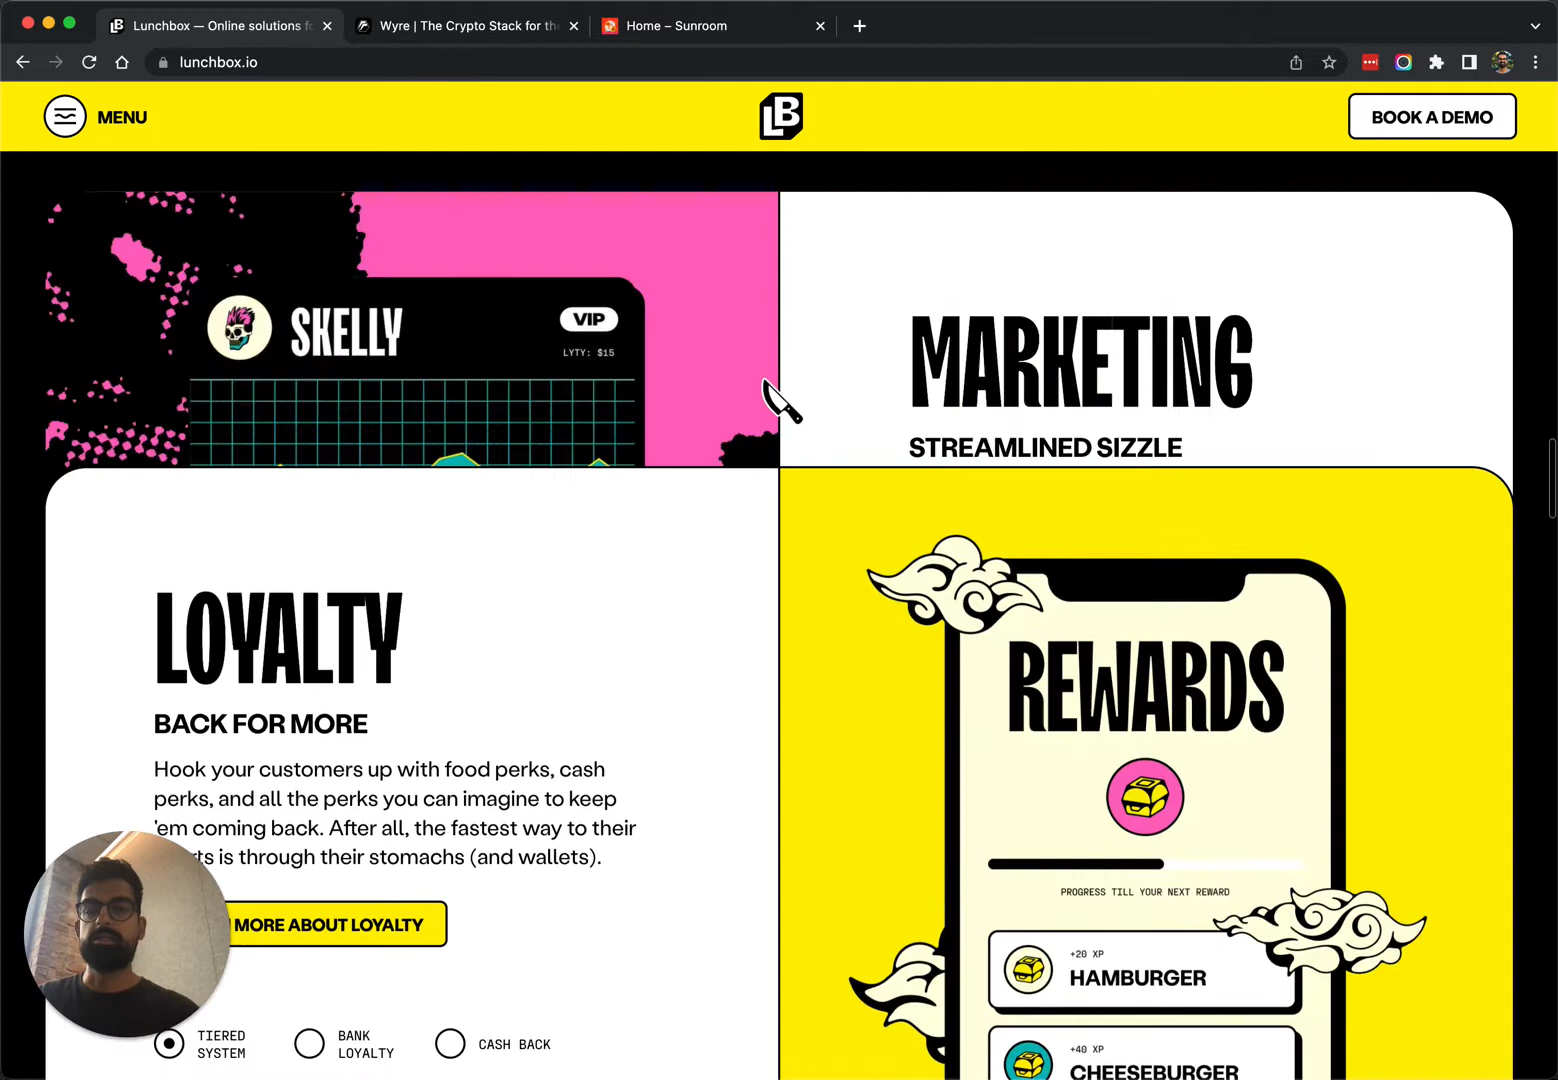 Lunchbox — Online solutions f
Wyre | The Crypto Stack for th
Home – Sunroom
lunchbox.io
MENU
LB
BOOK A DEMO
SKELLY
VIP
LYTY: $15
MARKETING
STREAMLINED SIZZLE
LOYALTY
BACK FOR MORE
Hook your customers up with food perks, cash
perks, and all the perks you can imagine to keep
'em coming back. After all, the fastest way to their
rts is through their stomachs (and wallets).
MORE ABOUT LOYALTY
TIERED
SYSTEM
BANK
LOYALTY
CASH BACK
REWARDS
PROGRESS TILL YOUR NEXT REWARD
+20 XP
HAMBURGER
+40 XP
CHEESEBURGER